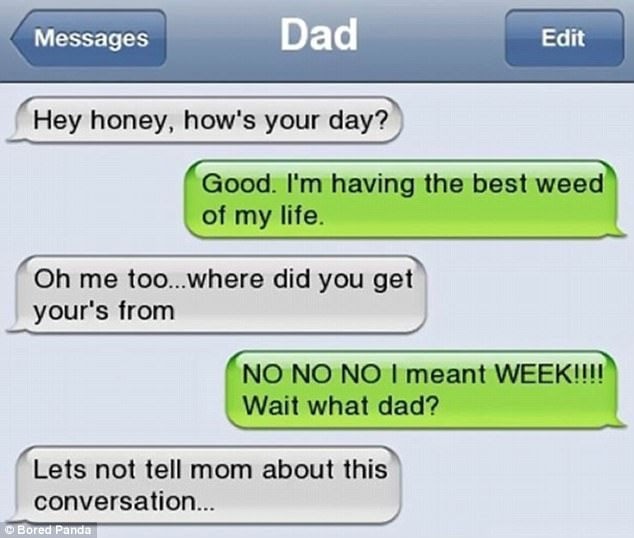 Messages
Dad
Edit
Hey honey, how's your day?
Good. I'm having the best weed
of my life.
Oh me too...where did you get
your's from
NO NO NO I meant WEEK!!!!
Wait what dad?
Lets not tell mom about this
conversation...
© Bored Panda